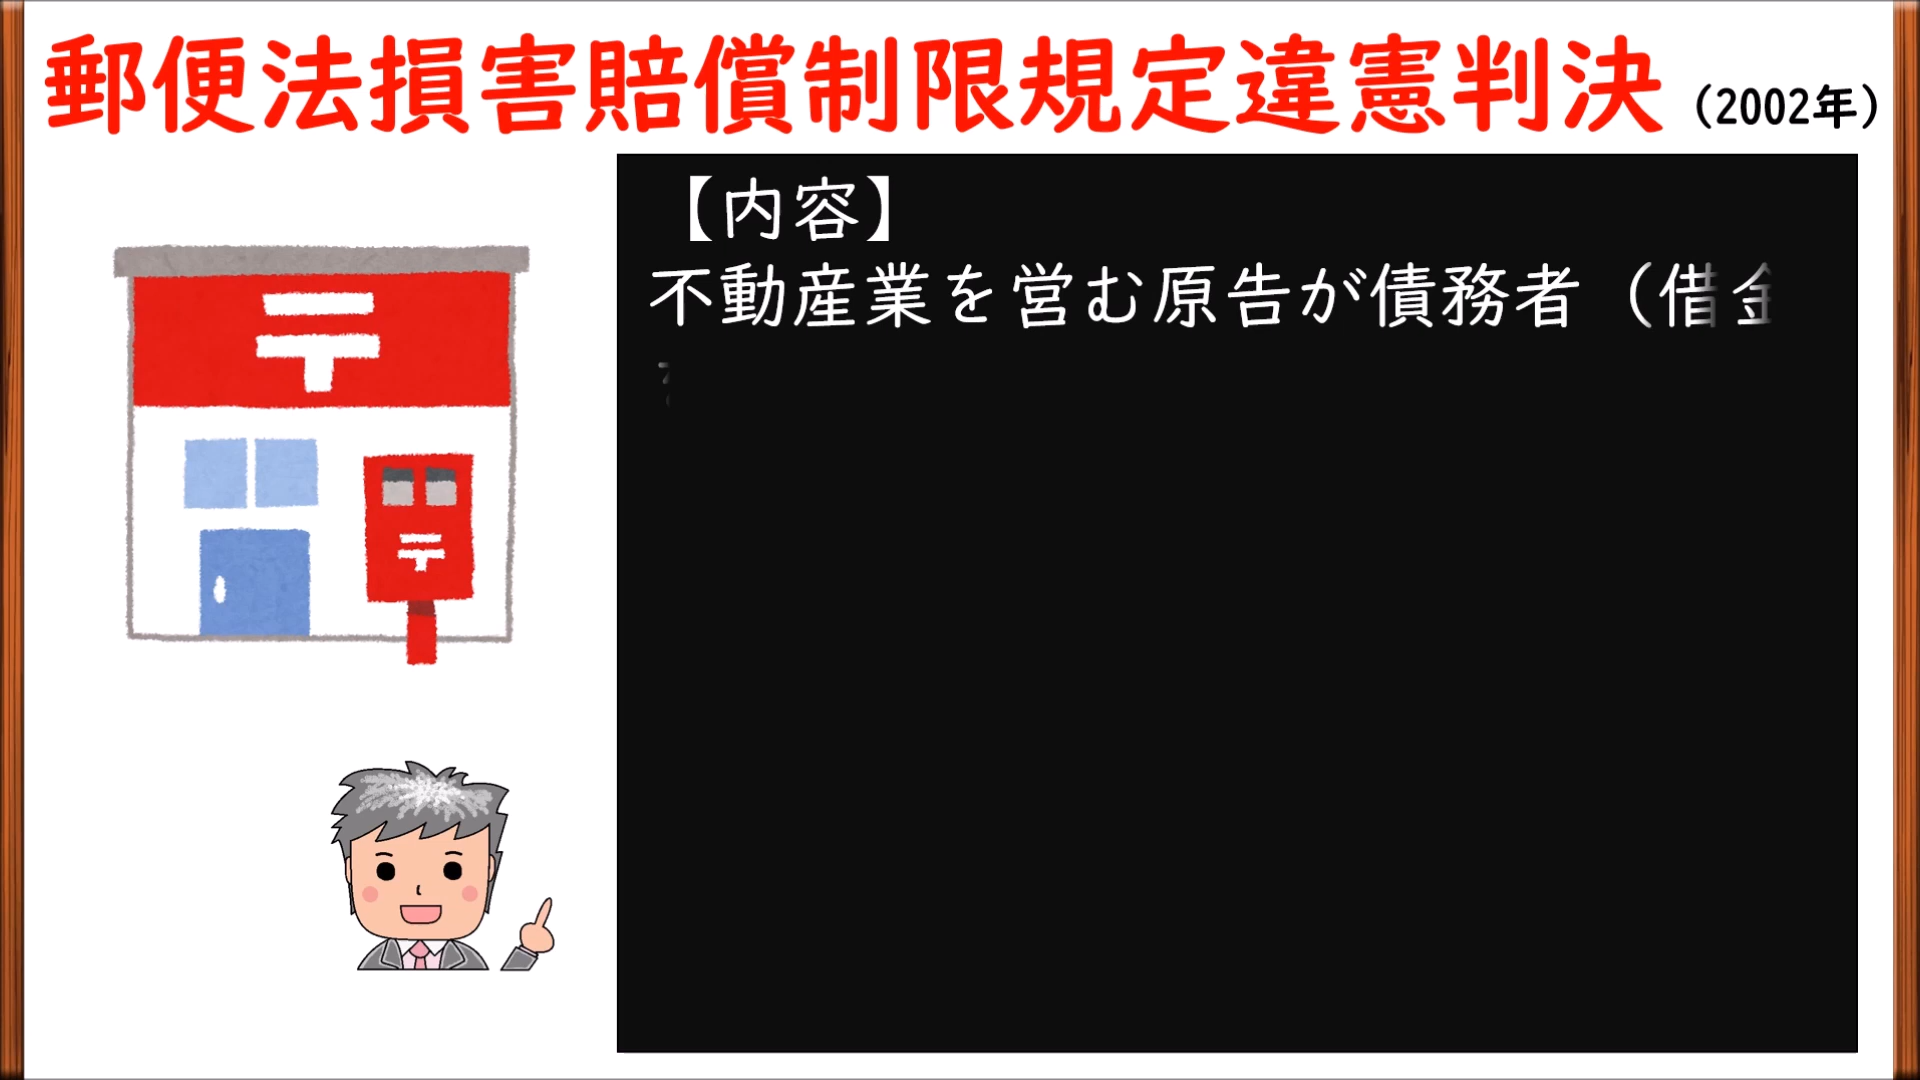 郵便法損害賠償制限規定違憲判決（2002年）
【内容】
不動産業を営む原告が債務者（借金